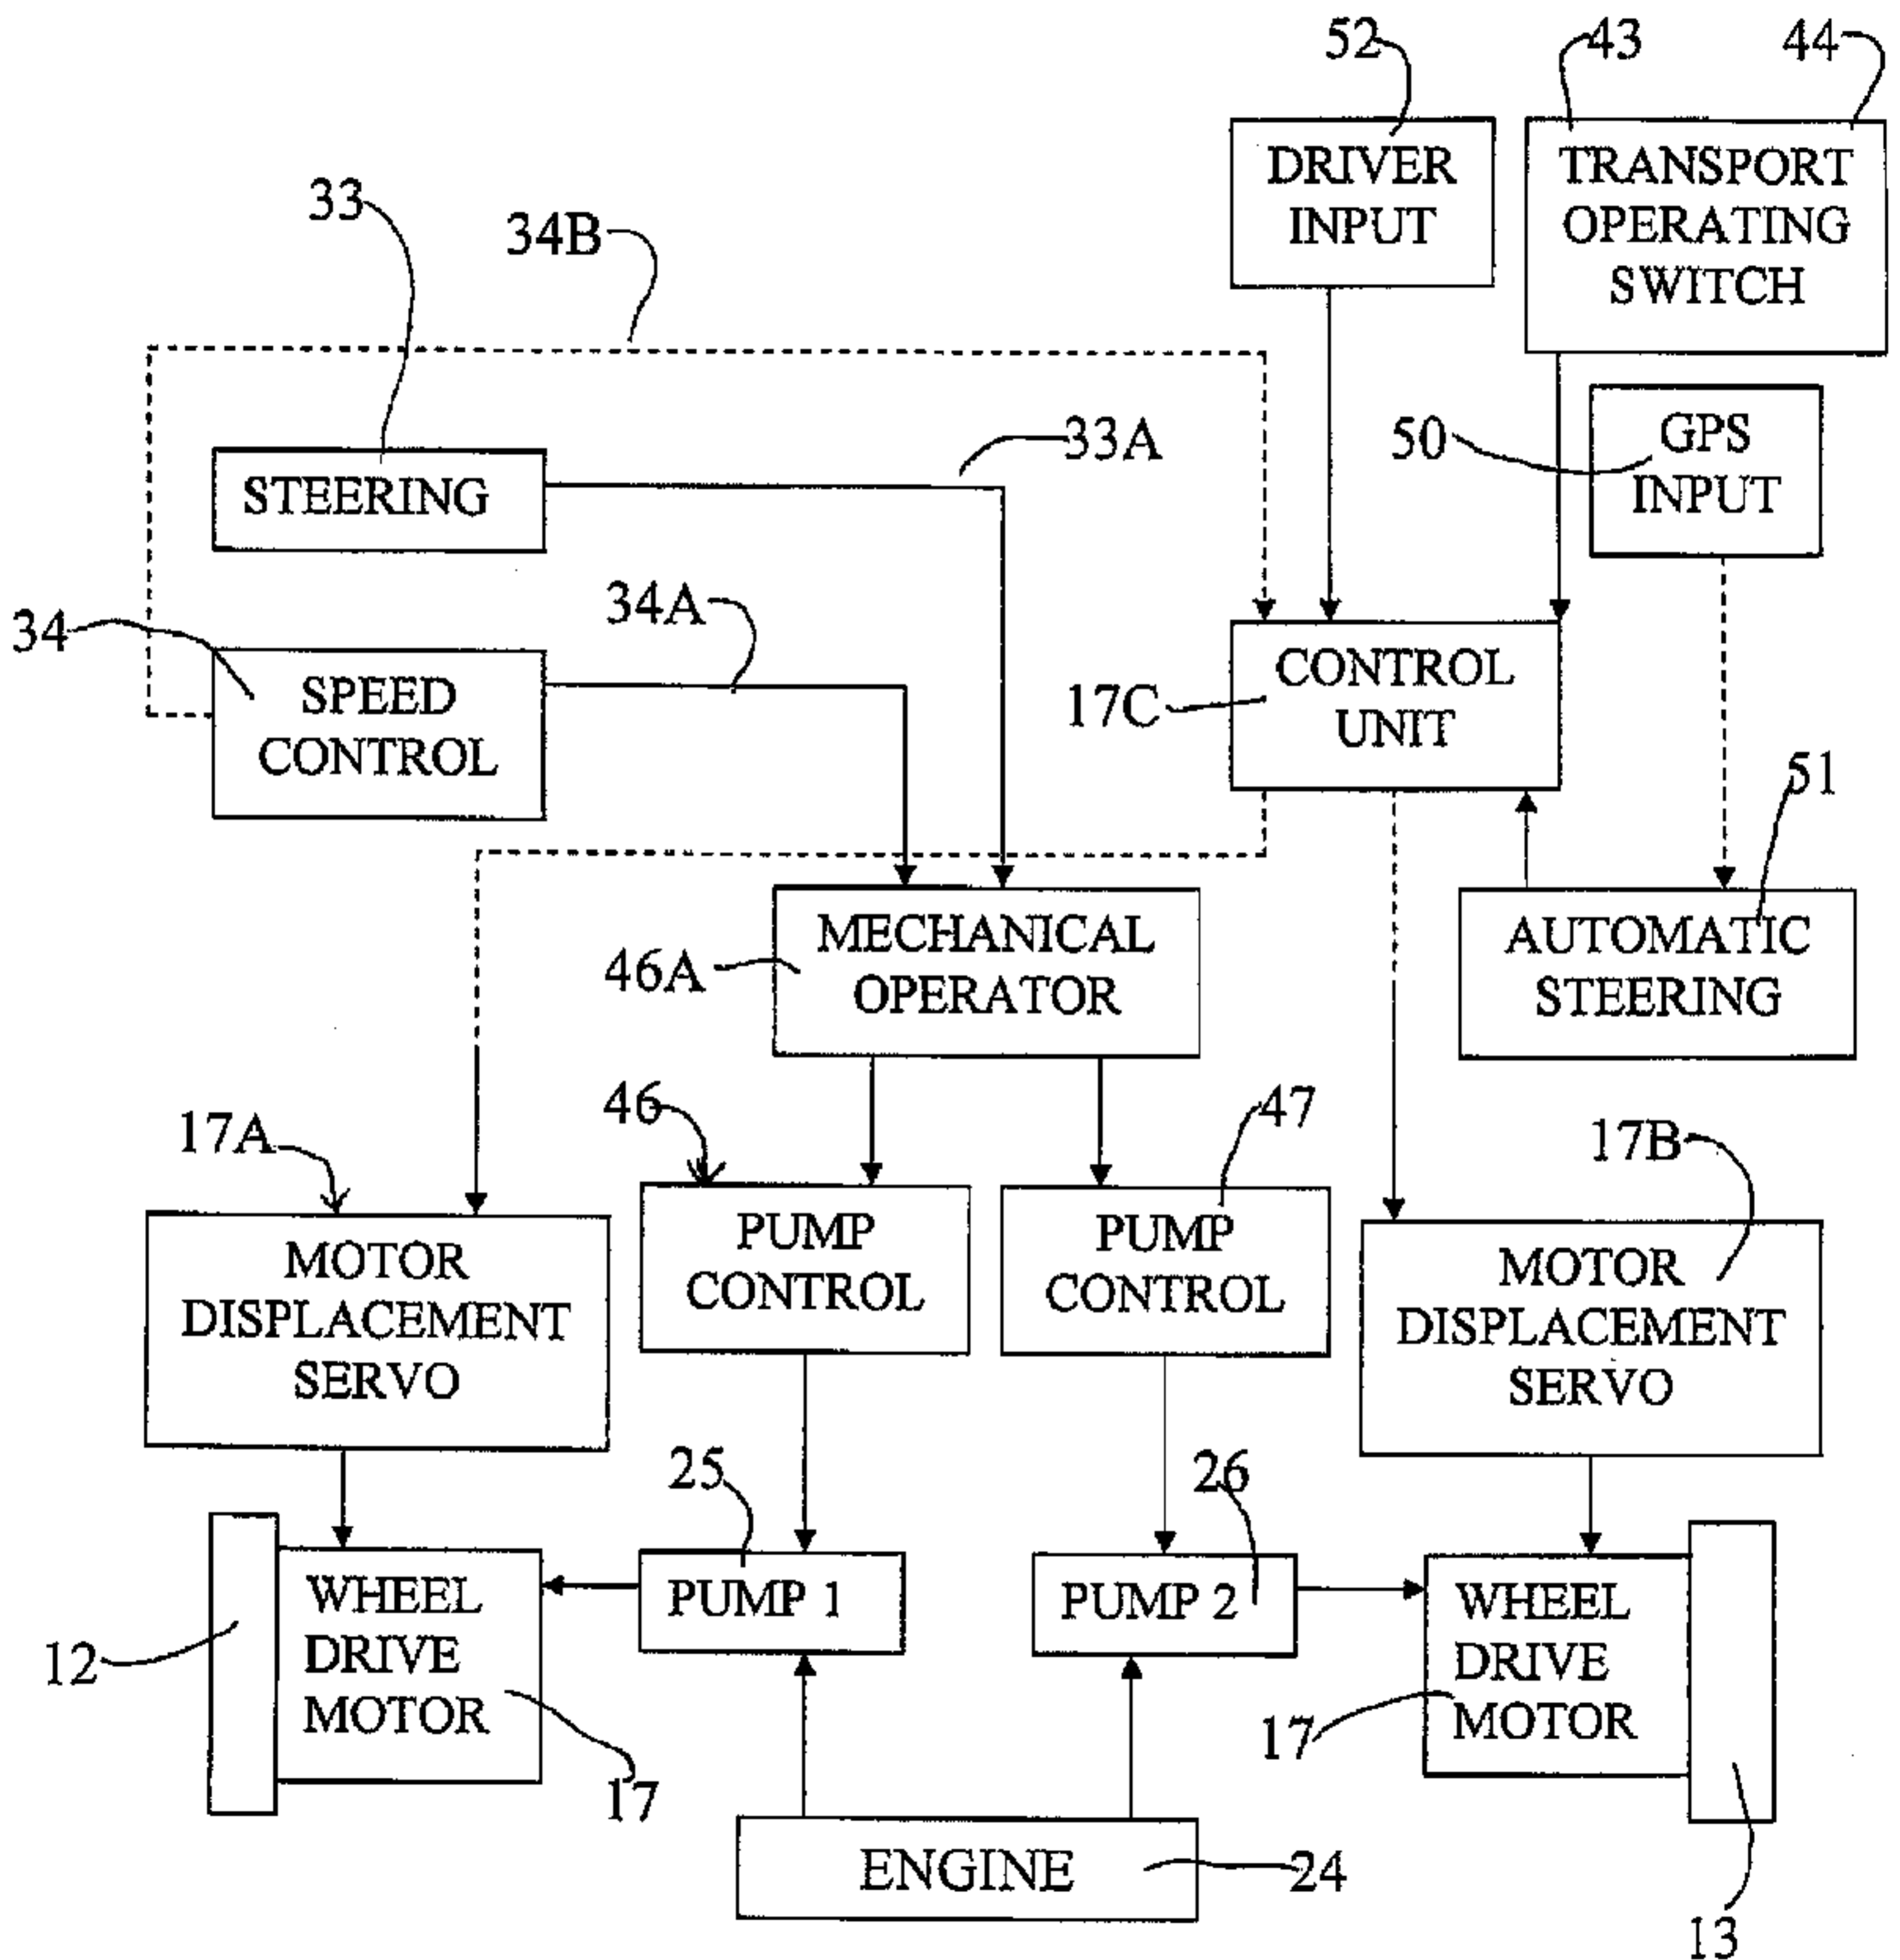 52
43
44
DRIVER
INPUT
TRANSPORT
OPERATING
SWITCH
33
34B
STEERING
33A
50
GPS
INPUT
34
34A
SPEED
CONTROL
17C
CONTROL
UNIT
51
46A
MECHANICAL
OPERATOR
AUTOMATIC
STEERING
17A
46
47
17B
MOTOR
DISPLACEMENT
SERVO
PUMP
CONTROL
PUMP
CONTROL
MOTOR
DISPLACEMENT
SERVO
25
26
12
WHEEL
DRIVE
MOTOR
17
PUMP 1
PUMP 2
17
WHEEL
DRIVE
MOTOR
ENGINE
24
13